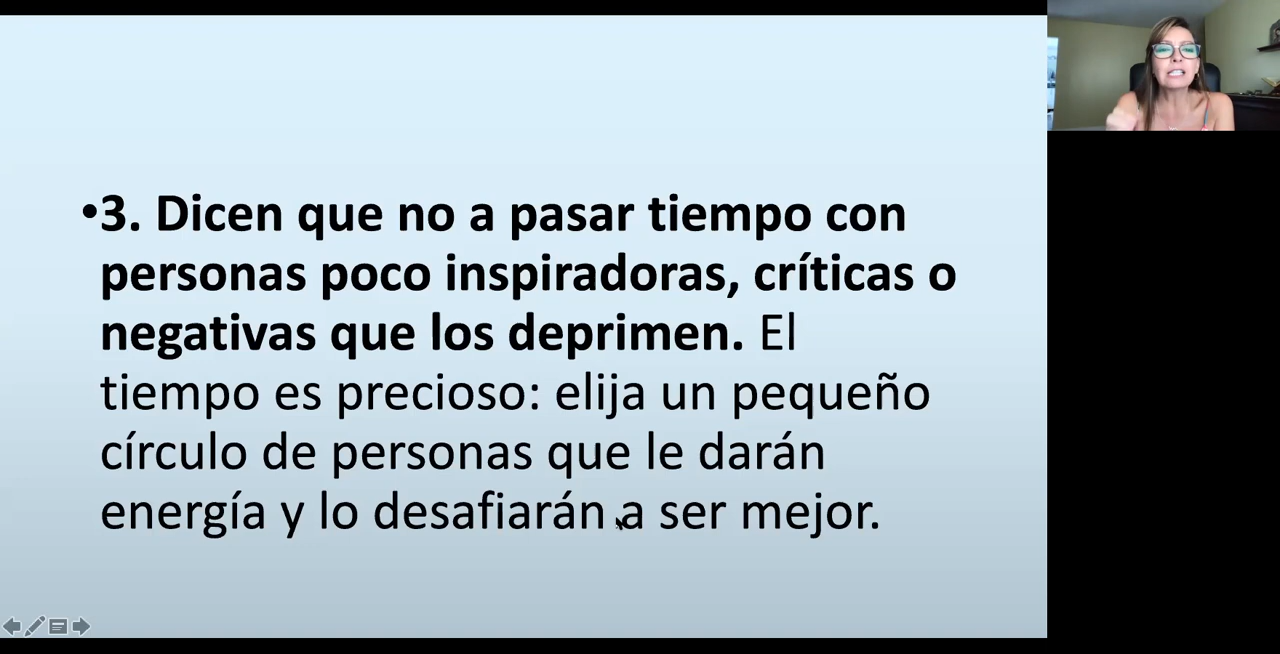 •3. Dicen que no a pasar tiempo con
personas poco inspiradoras, críticas o
negativas que los deprimen. El
tiempo es precioso: elija un pequeño
círculo de personas que le darán
energía y lo desafiarán a ser mejor.